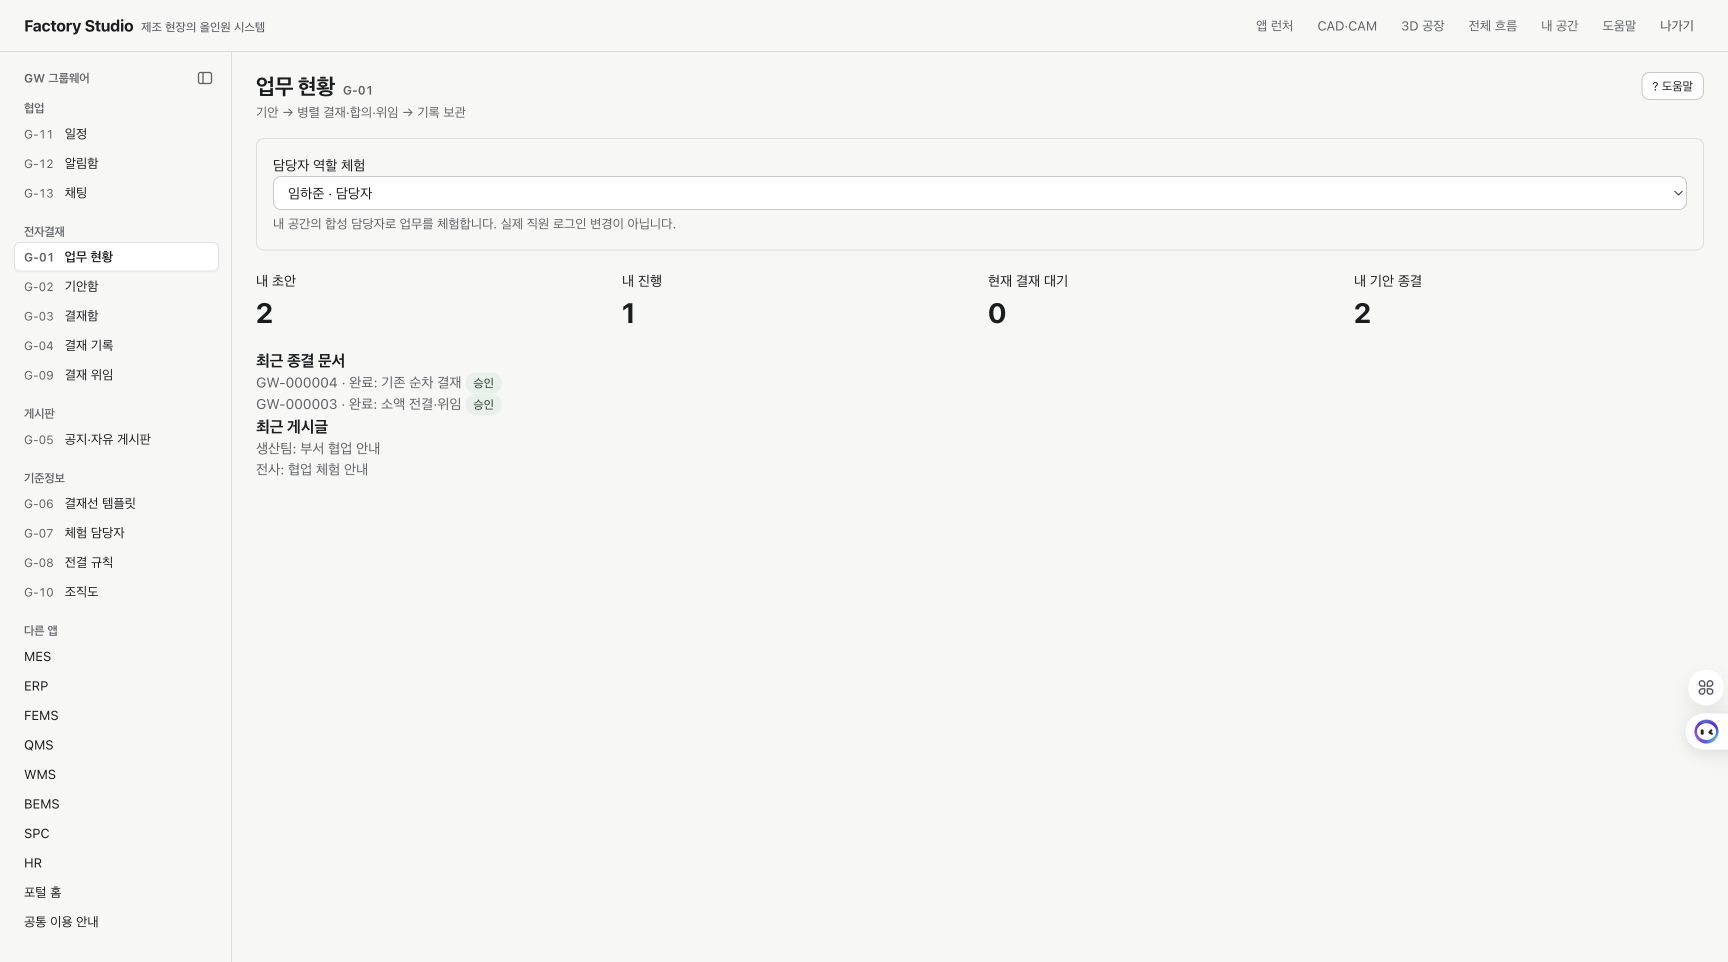 Factory Studio 제조 현장의 올인원 시스템
앱 런처 CAD·CAM 3D 공장 전체 흐름 내 공간 도움말 나가기
GW 그룹웨어
협업
G-11 일정
G-12 알림함
G-13 채팅
전자결재
G-01 업무 현황
G-02 기안함
G-03 결재함
G-04 결재 기록
G-09 결재 위임
게시판
G-05 공지·자유 게시판
기준정보
G-06 결재선 템플릿
G-07 체험 담당자
G-08 전결 규칙
G-10 조직도
다른 앱
MES
ERP
FEMS
QMS
WMS
BEMS
SPC
HR
포털 홈
공통 이용 안내
업무 현황 G-01
? 도움말
기안 → 병렬 결재·합의·위임 → 기록 보관
담당자 역할 체험
임하준 · 담당자
내 공간의 합성 담당자로 업무를 체험합니다. 실제 직원 로그인 변경이 아닙니다.
내 초안 내 진행 현재 결재 대기 내 기안 종결
2 1 0 2
최근 종결 문서
GW-000004 · 완료: 기존 순차 결재 승인
GW-000003 · 완료: 소액 전결·위임 승인
최근 게시글
생산팀: 부서 협업 안내
전사: 협업 체험 안내